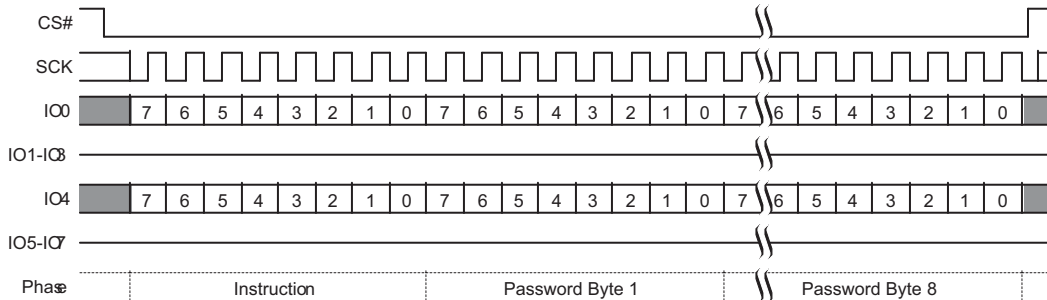 CS#
SCK
IO0 7 6 5 4 3 2 1 0 7 6 5 4 3 2 1 0 7 6 5 4 3 2 1 0
IO1-IO3
IO4 7 6 5 4 3 2 1 0 7 6 5 4 3 2 1 0 7 6 5 4 3 2 1 0
IO5-IO7
Phase Instruction Password Byte 1 Password Byte 8